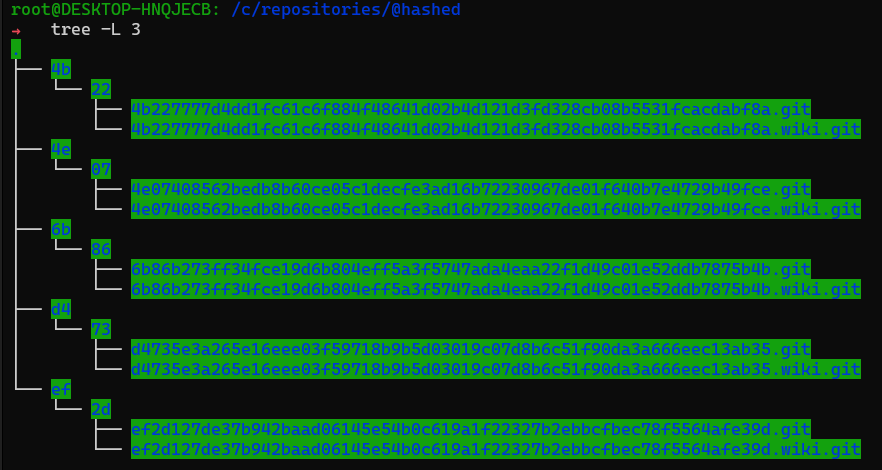 root@DESKTOP-HNQJECB: /c/repositories/@hashed
→ tree -L 3
.
├── 4b
│   └── 22
│       ├── 4b227777d4dd1fc61c6f884f48641d02b4d121d3fd328cb08b5531fcacdabf8a.git
│       └── 4b227777d4dd1fc61c6f884f48641d02b4d121d3fd328cb08b5531fcacdabf8a.wiki.git
├── 4e
│   └── 07
│       ├── 4e07408562bedb8b60ce05c1decfe3ad16b72230967de01f640b7e4729b49fce.git
│       └── 4e07408562bedb8b60ce05c1decfe3ad16b72230967de01f640b7e4729b49fce.wiki.git
├── 6b
│   └── 86
│       ├── 6b86b273ff34fce19d6b804eff5a3f5747ada4eaa22f1d49c01e52ddb7875b4b.git
│       └── 6b86b273ff34fce19d6b804eff5a3f5747ada4eaa22f1d49c01e52ddb7875b4b.wiki.git
├── d4
│   └── 73
│       ├── d4735e3a265e16eee03f59718b9b5d03019c07d8b6c51f90da3a666eec13ab35.git
│       └── d4735e3a265e16eee03f59718b9b5d03019c07d8b6c51f90da3a666eec13ab35.wiki.git
└── ef
    └── 2d
        ├── ef2d127de37b942baad06145e54b0c619a1f22327b2ebbcfbec78f5564afe39d.git
        └── ef2d127de37b942baad06145e54b0c619a1f22327b2ebbcfbec78f5564afe39d.wiki.git